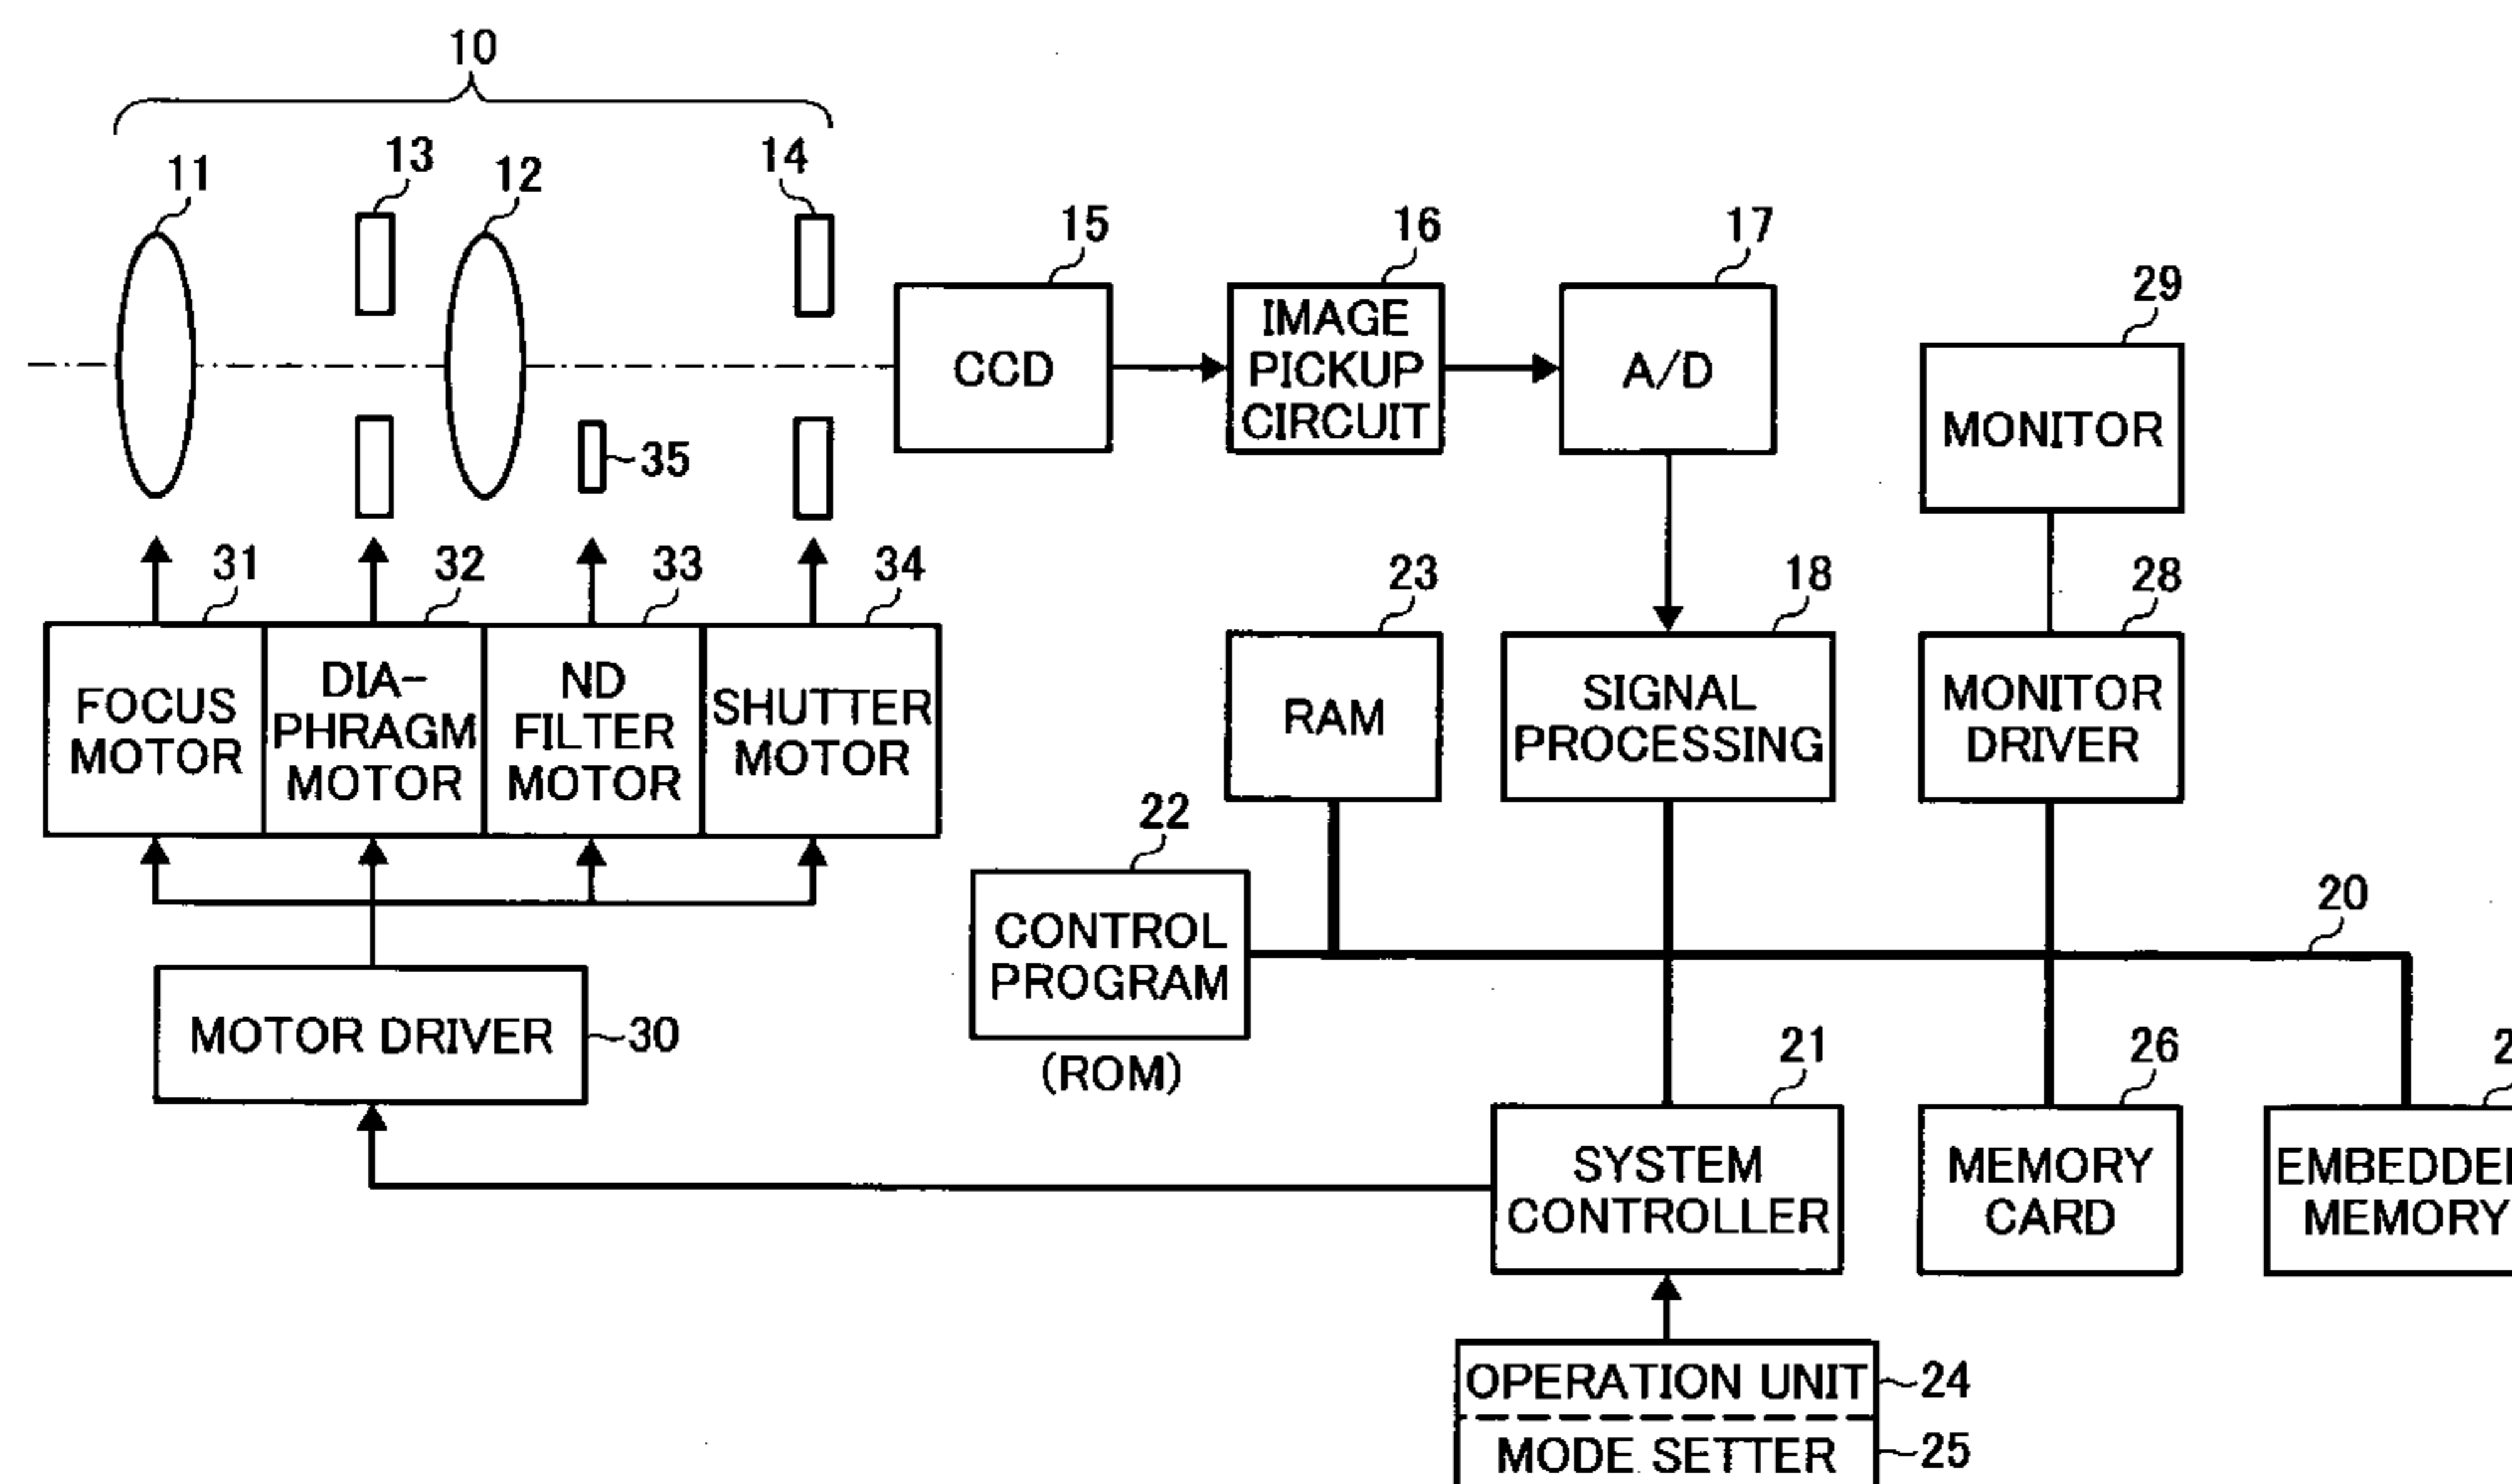 10
11
13
12
14
15
16
17
29
CCD
IMAGE
PICKUP
CIRCUIT
A/D
MONITOR
35
31
32
33
34
23
18
28
FOCUS
MOTOR
DIA-
PHRAGM
MOTOR
ND
FILTER
MOTOR
SHUTTER
MOTOR
RAM
SIGNAL
PROCESSING
MONITOR
DRIVER
22
20
CONTROL
PROGRAM
(ROM)
MOTOR DRIVER
30
21
26
SYSTEM
CONTROLLER
MEMORY
CARD
MEMORY
OPERATION UNIT
24
MODE SETTER
25